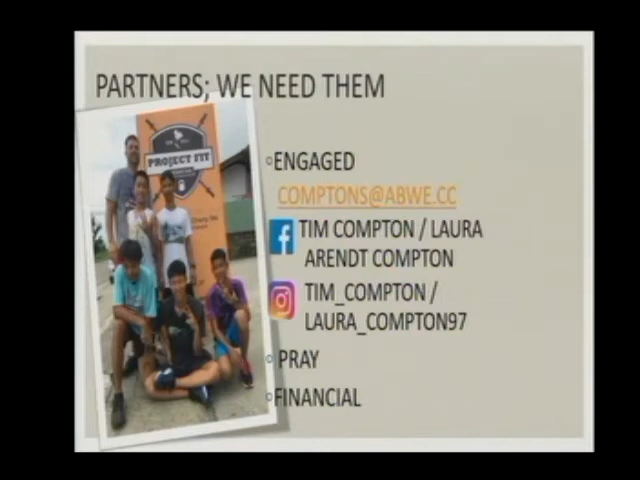 PARTNERS; WE NEED THEM
PROJECT FIT
ENGAGED
COMPTONS@ABWE.CC
TIM COMPTON / LAURA
ARENDT COMPTON
TIM_COMPTON /
LAURA_COMPTON97
PRAY
FINANCIAL